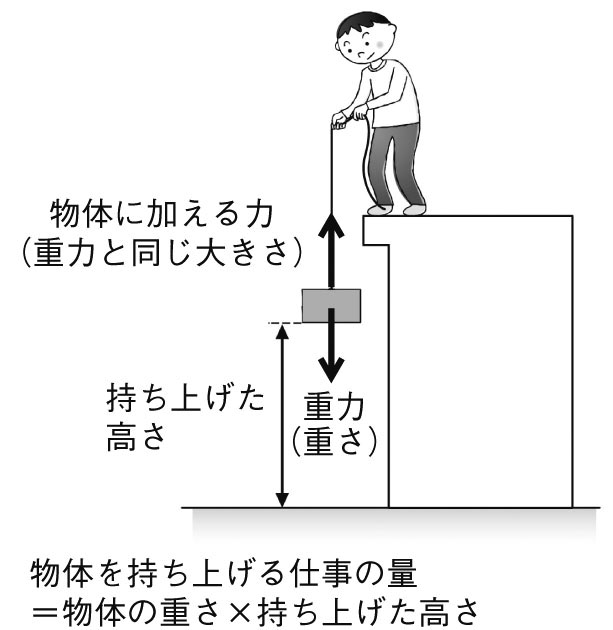 物体に加える力
（重力と同じ大きさ）
持ち上げた
高さ
重力
（重さ）
物体を持ち上げる仕事の量
＝物体の重さ×持ち上げた高さ